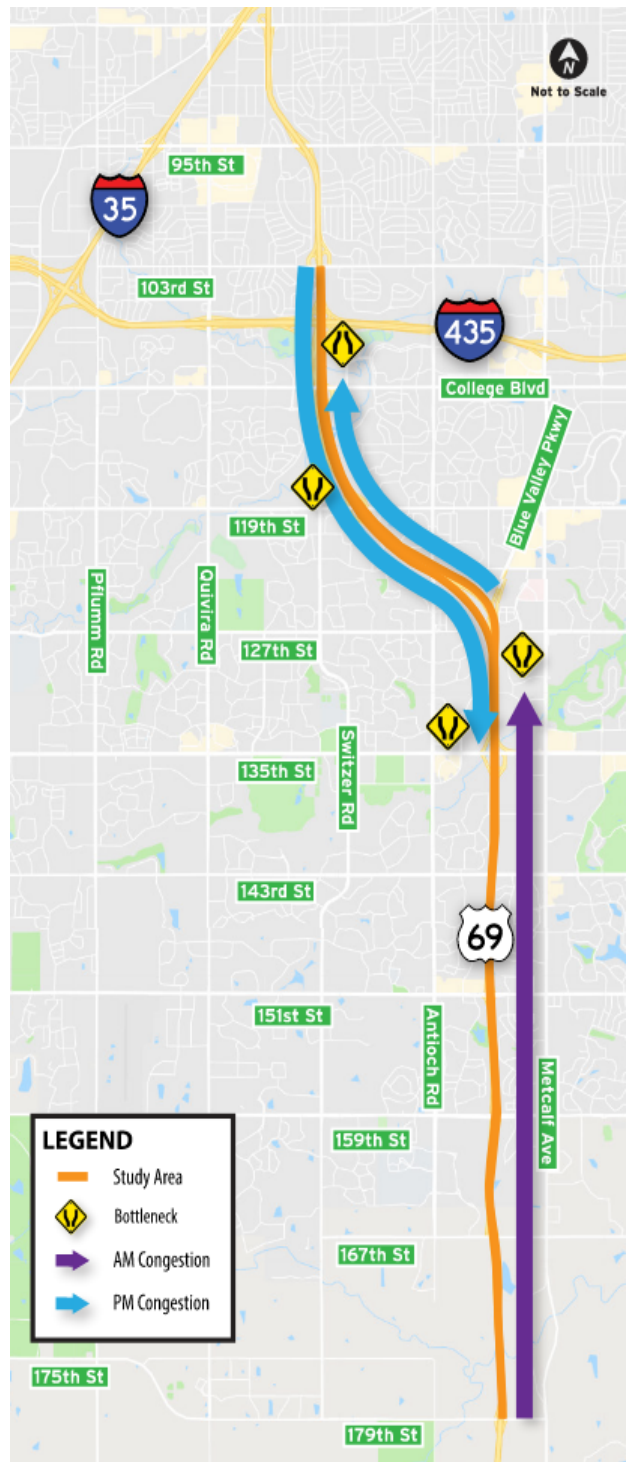 N
Not to Scale
95th St
35
103rd St
435
College Blvd
Blue Valley Pkwy
119th St
Pflumm Rd
Quivira Rd
127th St
Switzer Rd
135th St
143rd St
69
151st St
Antioch Rd
Metcalf Ave
LEGEND
Study Area
Bottleneck
AM Congestion
PM Congestion
159th St
167th St
175th St
179th St